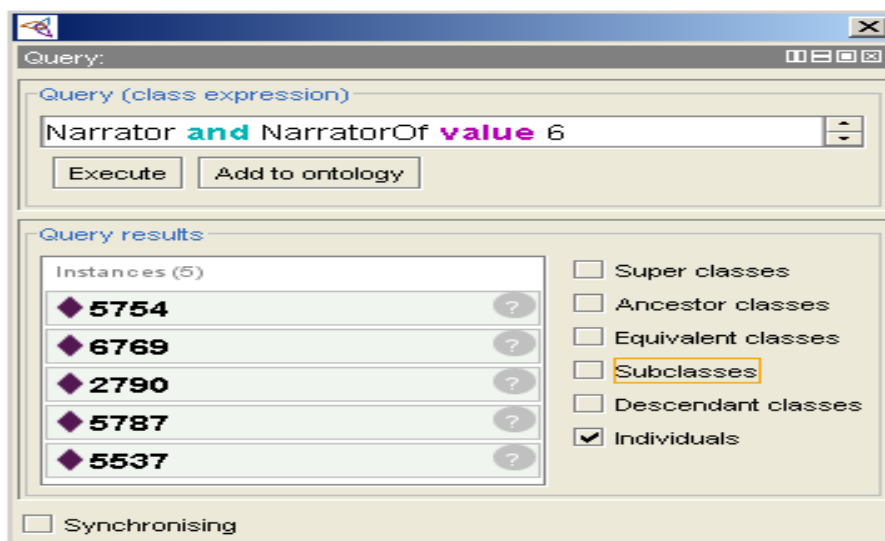 Query:
Query (class expression)
Narrator and NarratorOf value 6
Execute Add to ontology
Query results
Instances (5)
5754 ?
6769 ?
2790 ?
5787 ?
5537 ?
Super classes
Ancestor classes
Equivalent classes
Subclasses
Descendant classes
Individuals
Synchronising